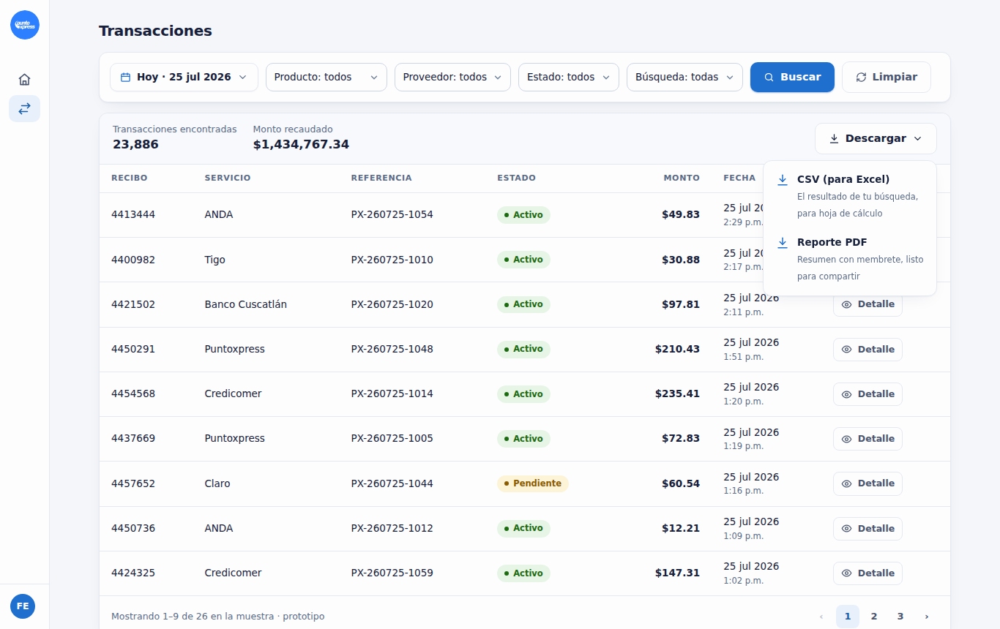 punto
xpress
Transacciones
Hoy · 25 jul 2026
Producto: todos
Proveedor: todos
Estado: todos
Búsqueda: todas
Buscar
Limpiar
Transacciones encontradas
23,886
Monto recaudado
$1,434,767.34
Descargar
CSV (para Excel)
El resultado de tu búsqueda,
para hoja de cálculo
Reporte PDF
Resumen con membrete, listo
para compartir
RECIBO SERVICIO REFERENCIA ESTADO MONTO FECHA
4413444 ANDA PX-260725-1054 Activo $49.83 25 jul 20
2:29 p.m.
4400982 Tigo PX-260725-1010 Activo $30.88 25 jul 20
2:17 p.m.
4421502 Banco Cuscatlán PX-260725-1020 Activo $97.81 25 jul 2026
2:11 p.m.
Detalle
4450291 Puntoxpress PX-260725-1048 Activo $210.43 25 jul 2026
1:51 p.m.
Detalle
4454568 Credicomer PX-260725-1014 Activo $235.41 25 jul 2026
1:20 p.m.
Detalle
4437669 Puntoxpress PX-260725-1005 Activo $72.83 25 jul 2026
1:19 p.m.
Detalle
4457652 Claro PX-260725-1044 Pendiente $60.54 25 jul 2026
1:16 p.m.
Detalle
4450736 ANDA PX-260725-1012 Activo $12.21 25 jul 2026
1:09 p.m.
Detalle
4424325 Credicomer PX-260725-1059 Activo $147.31 25 jul 2026
1:02 p.m.
Detalle
FE
Mostrando 1–9 de 26 en la muestra · prototipo
‹ 1 2 3 ›